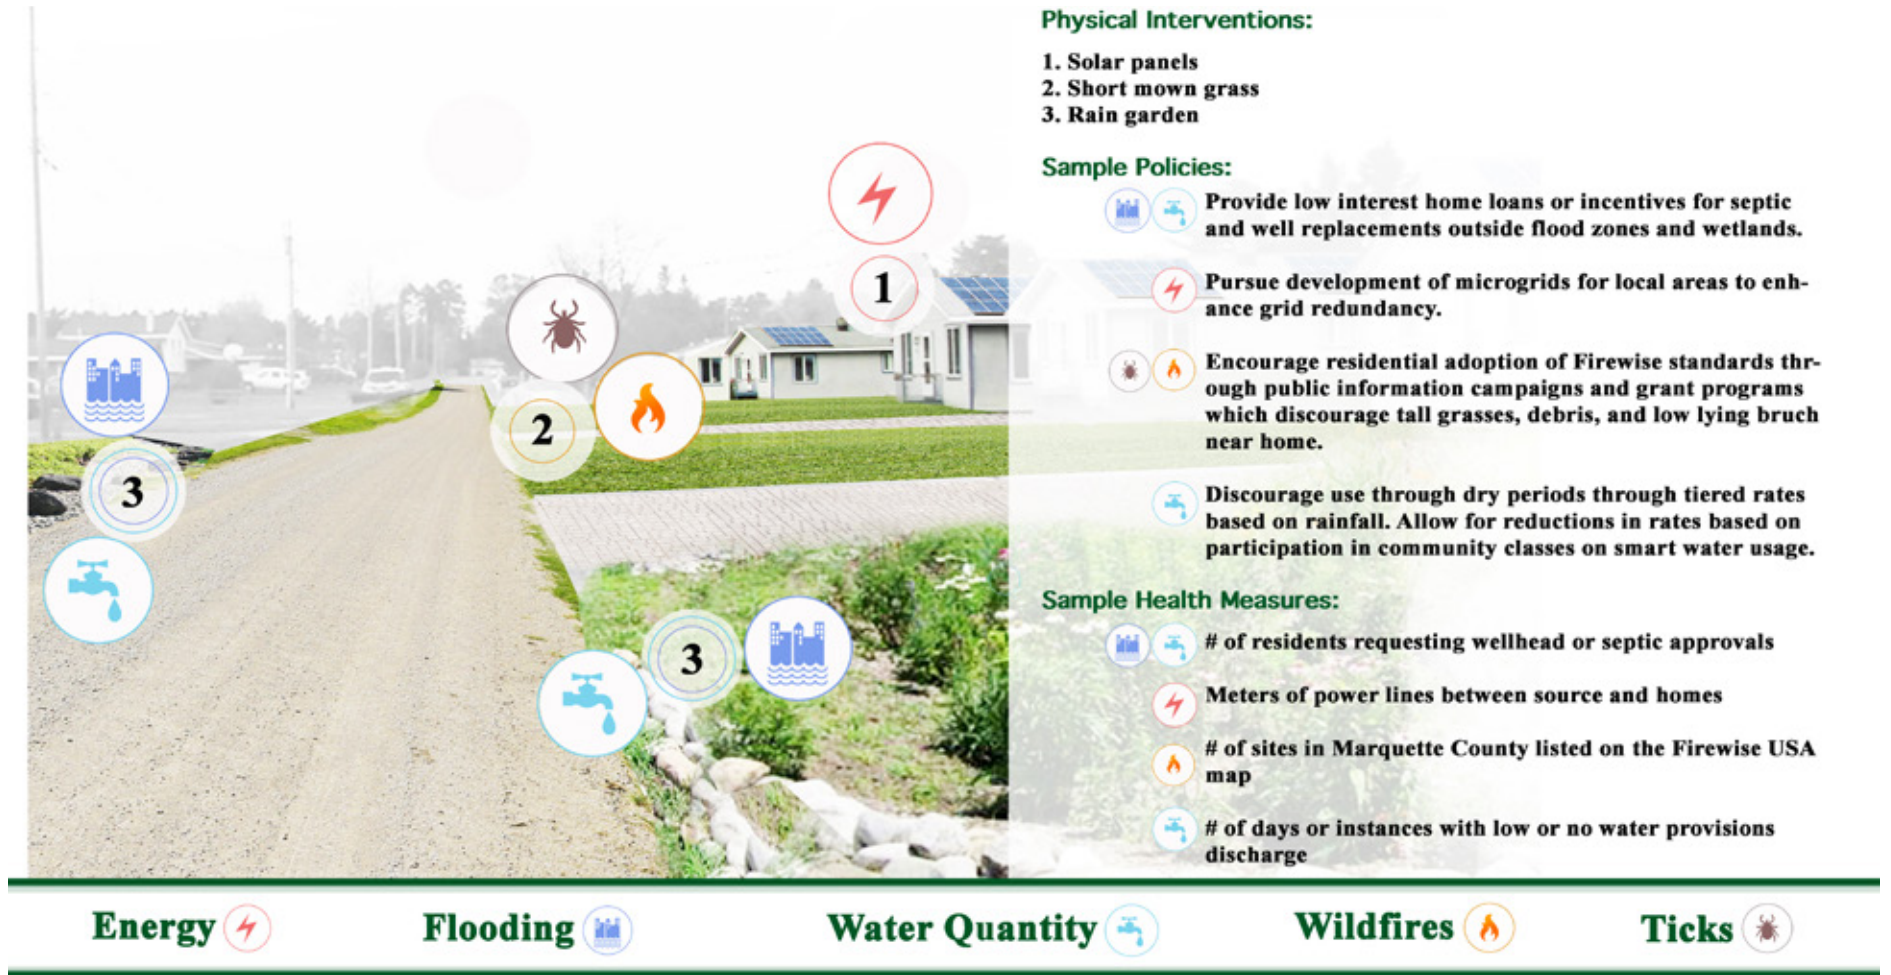 Physical Interventions:
1. Solar panels
2. Short mown grass
3. Rain garden
Sample Policies:
Provide low interest home loans or incentives for septic
and well replacements outside flood zones and wetlands.
Pursue development of microgrids for local areas to enh-
ance grid redundancy.
Encourage residential adoption of Firewise standards thr-
ough public information campaigns and grant programs
which discourage tall grasses, debris, and low lying bruch
near home.
Discourage use through dry periods through tiered rates
based on rainfall. Allow for reductions in rates based on
participation in community classes on smart water usage.
Sample Health Measures:
# of residents requesting wellhead or septic approvals
Meters of power lines between source and homes
# of sites in Marquette County listed on the Firewise USA
map
# of days or instances with low or no water provisions
discharge
1
2
3
3
Energy
Flooding
Water Quantity
Wildfires
Ticks